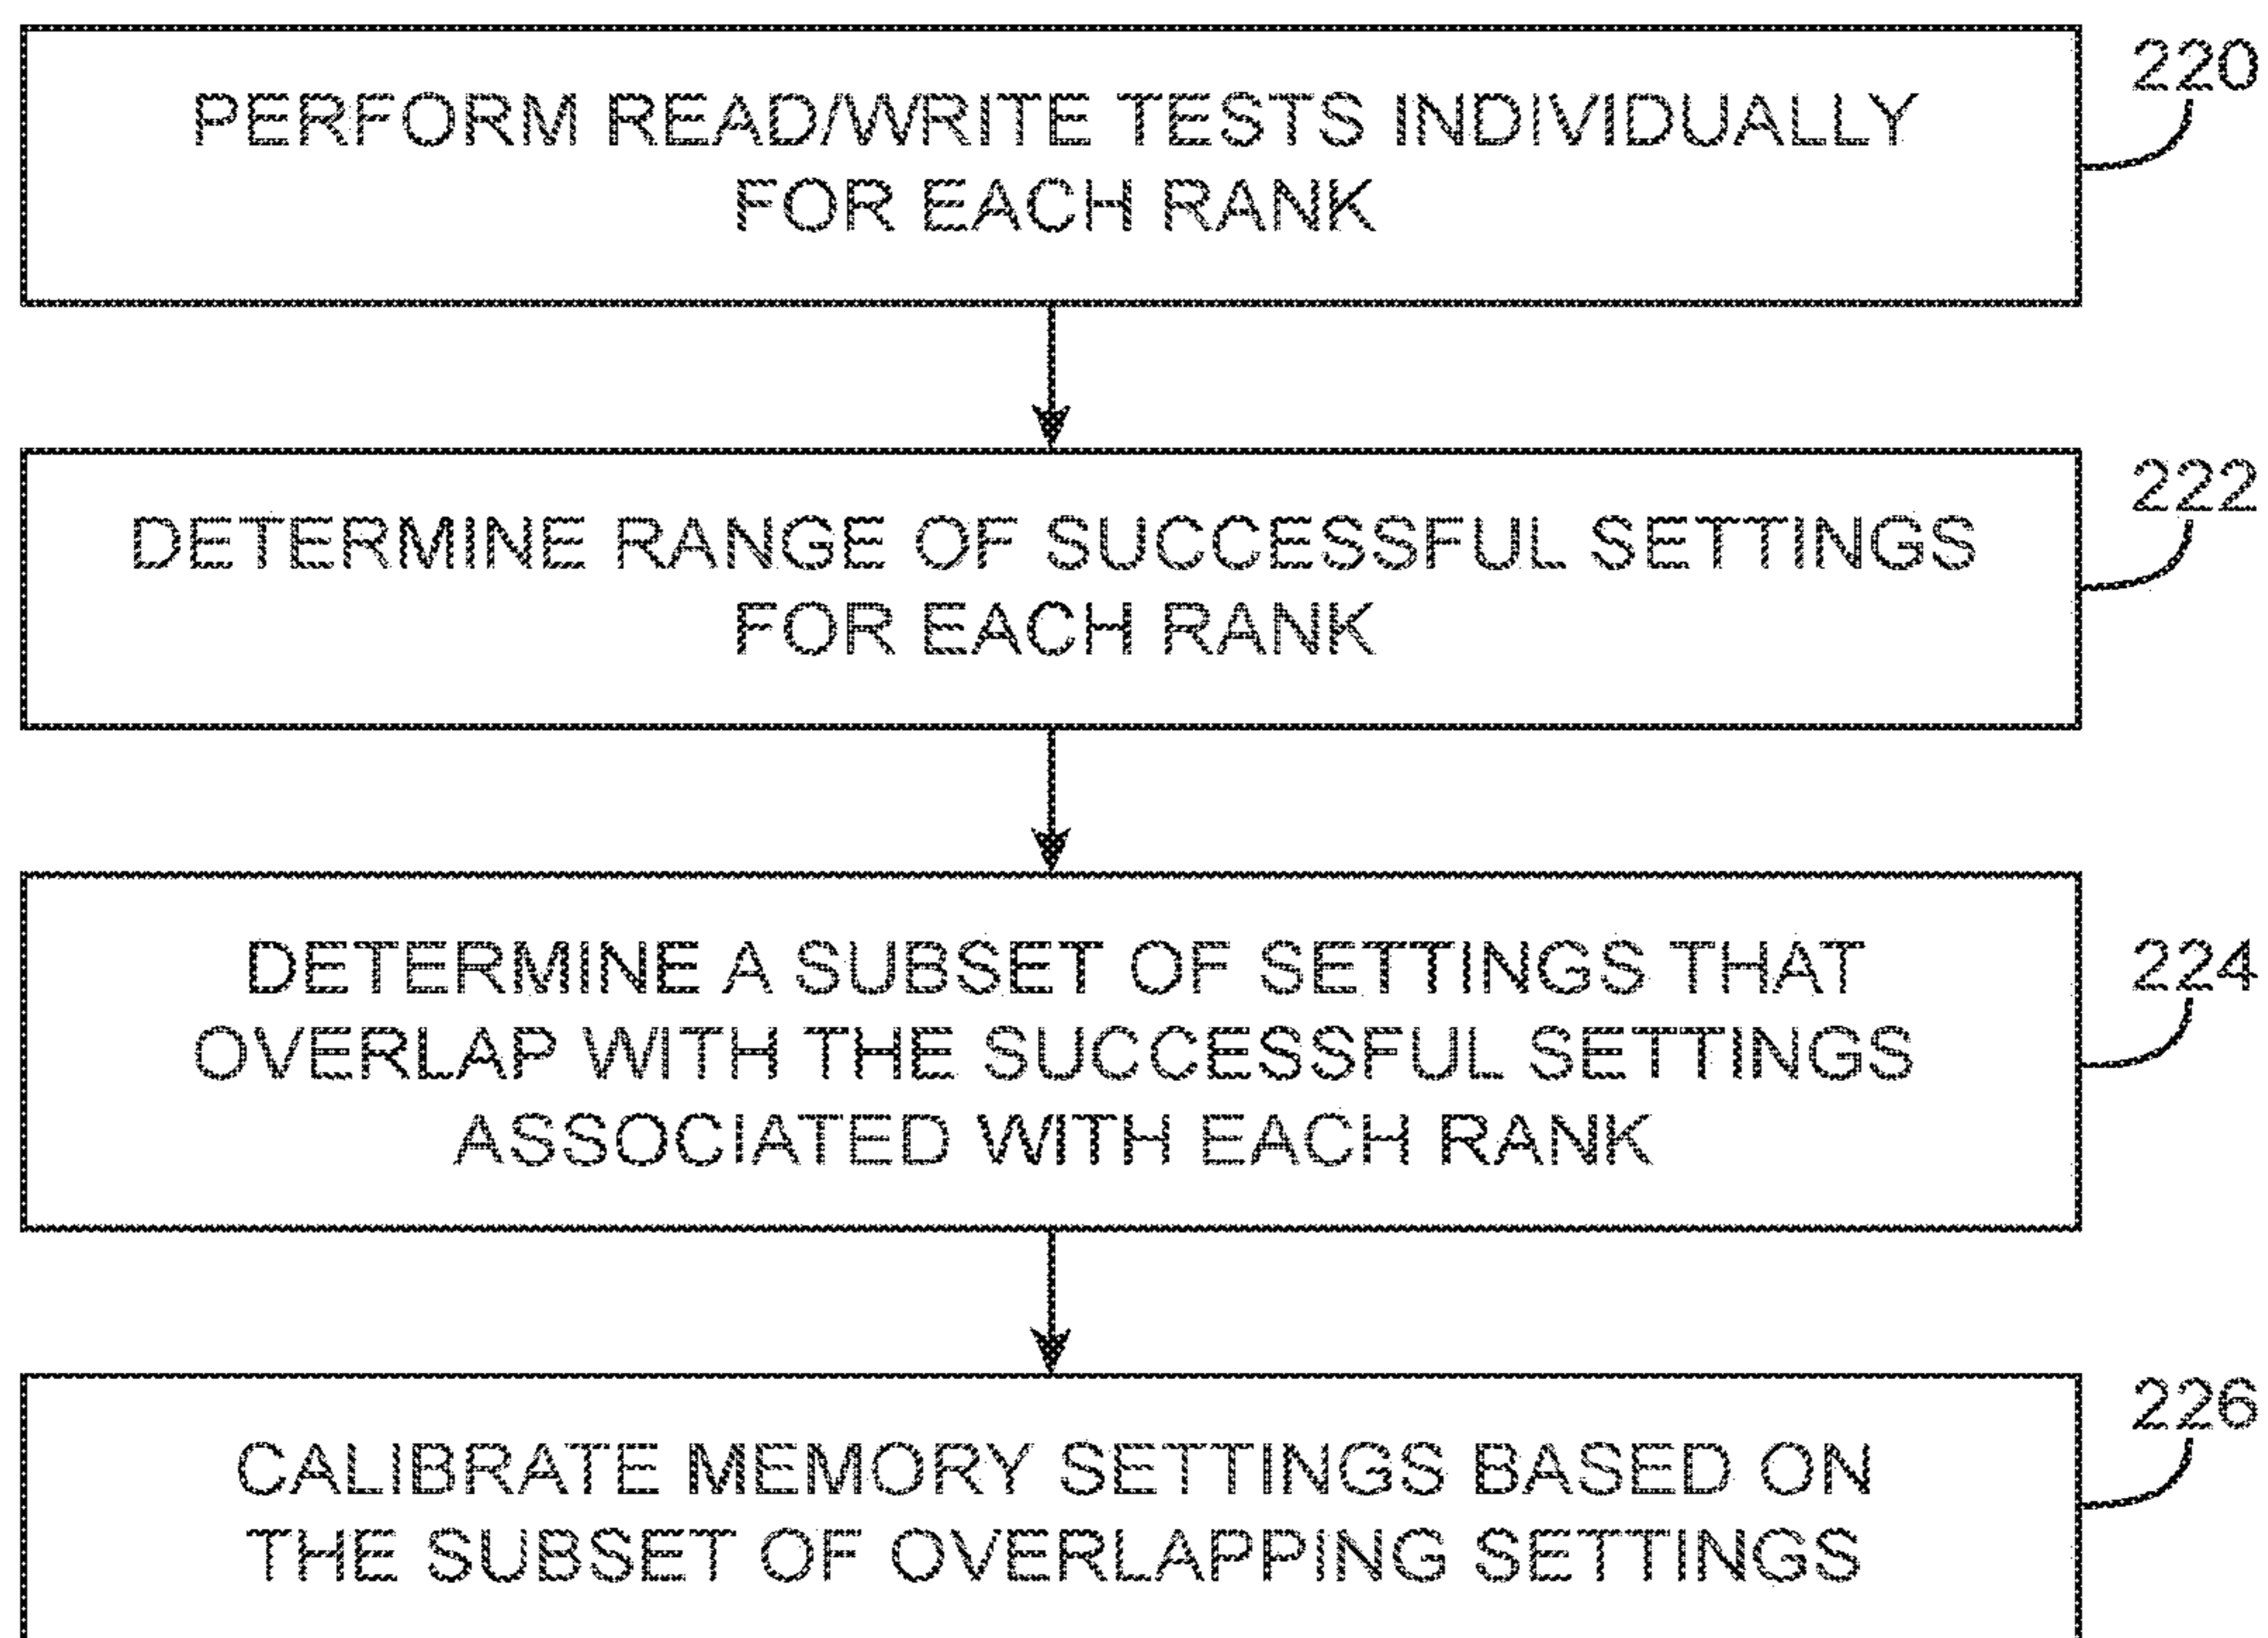 220
PERFORM READ/WRITE TESTS INDIVIDUALLY
FOR EACH RANK
222
DETERMINE RANGE OF SUCCESSFUL SETTINGS
FOR EACH RANK
224
DETERMINE A SUBSET OF SETTINGS THAT
OVERLAP WITH THE SUCCESSFUL SETTINGS
ASSOCIATED WITH EACH RANK
226
CALIBRATE MEMORY SETTINGS BASED ON
THE SUBSET OF OVERLAPPING SETTINGS